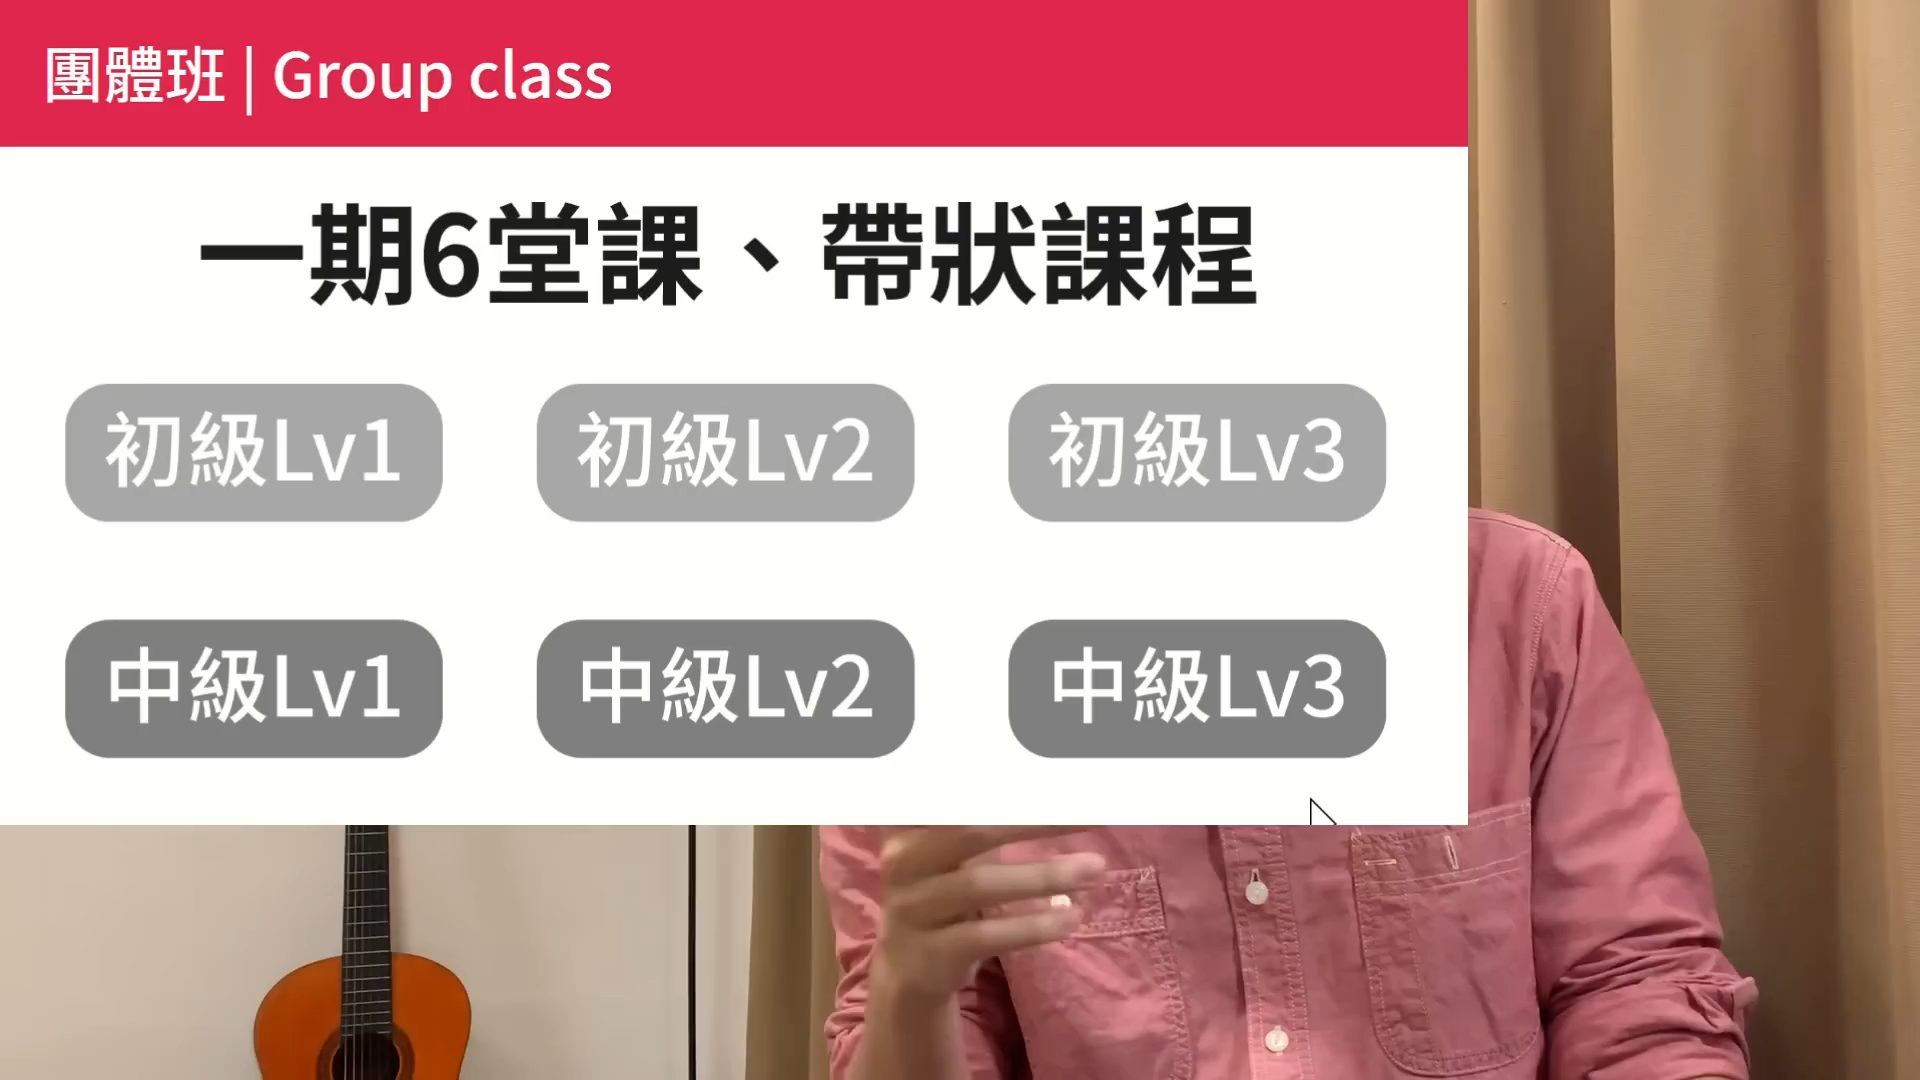 團體班 | Group class
一期6堂課、帶狀課程
初級Lv1
初級Lv2
初級Lv3
中級Lv1
中級Lv2
中級Lv3